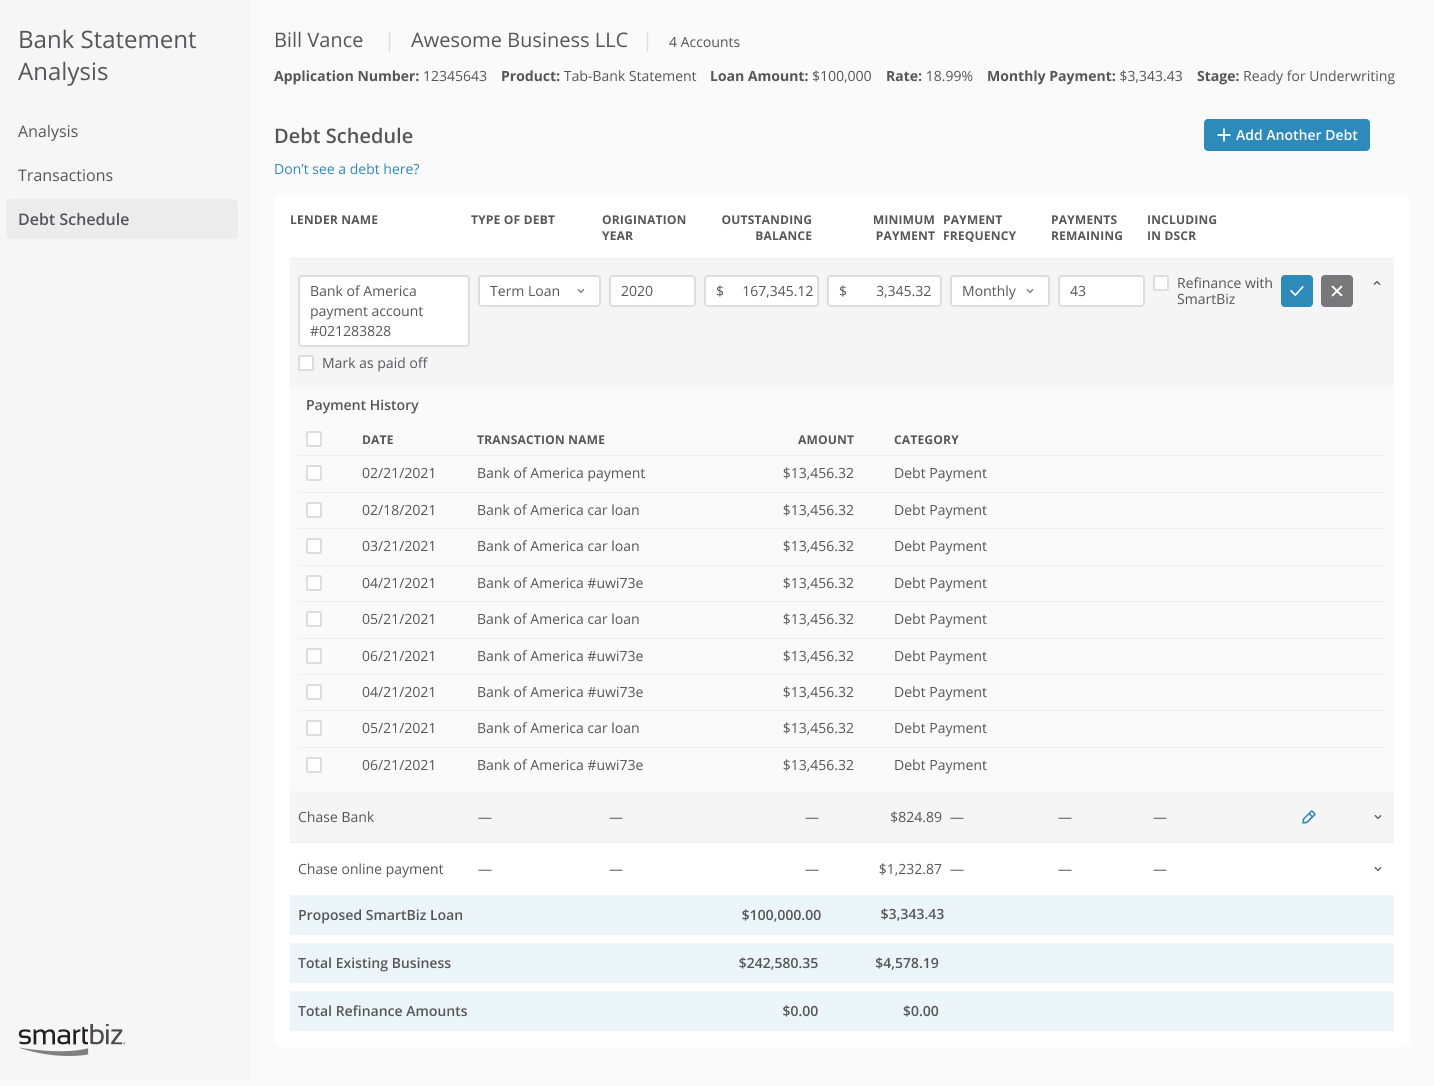 Bank Statement
Analysis
Analysis
Transactions
Debt Schedule
smartbiz
Bill Vance | Awesome Business LLC | 4 Accounts
Application Number: 12345643 Product: Tab-Bank Statement Loan Amount: $100,000 Rate: 18.99% Monthly Payment: $3,343.43 Stage: Ready for Underwriting
Debt Schedule
+ Add Another Debt
Don't see a debt here?
LENDER NAME TYPE OF DEBT ORIGINATION OUTSTANDING MINIMUM PAYMENT PAYMENTS INCLUDING
YEAR BALANCE PAYMENT FREQUENCY REMAINING IN DSCR
Bank of America Term Loan 2020 $ 167,345.12 $ 3,345.32 Monthly 43 Refinance with
payment account SmartBiz
#021283828
Mark as paid off
Payment History
DATE TRANSACTION NAME AMOUNT CATEGORY
02/21/2021 Bank of America payment $13,456.32 Debt Payment
02/18/2021 Bank of America car loan $13,456.32 Debt Payment
03/21/2021 Bank of America car loan $13,456.32 Debt Payment
04/21/2021 Bank of America #uwi73e $13,456.32 Debt Payment
05/21/2021 Bank of America car loan $13,456.32 Debt Payment
06/21/2021 Bank of America #uwi73e $13,456.32 Debt Payment
04/21/2021 Bank of America #uwi73e $13,456.32 Debt Payment
05/21/2021 Bank of America car loan $13,456.32 Debt Payment
06/21/2021 Bank of America #uwi73e $13,456.32 Debt Payment
Chase Bank — — — $824.89 — — —
Chase online payment — — — $1,232.87 — — —
Proposed SmartBiz Loan $100,000.00 $3,343.43
Total Existing Business $242,580.35 $4,578.19
Total Refinance Amounts $0.00 $0.00